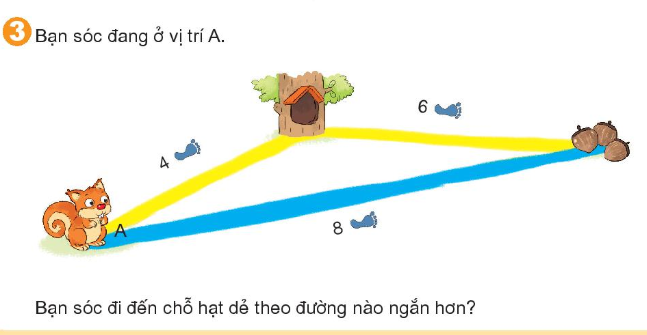 3 Bạn sóc đang ở vị trí A.
6
4
A
8
Bạn sóc đi đến chỗ hạt dẻ theo đường nào ngắn hơn?